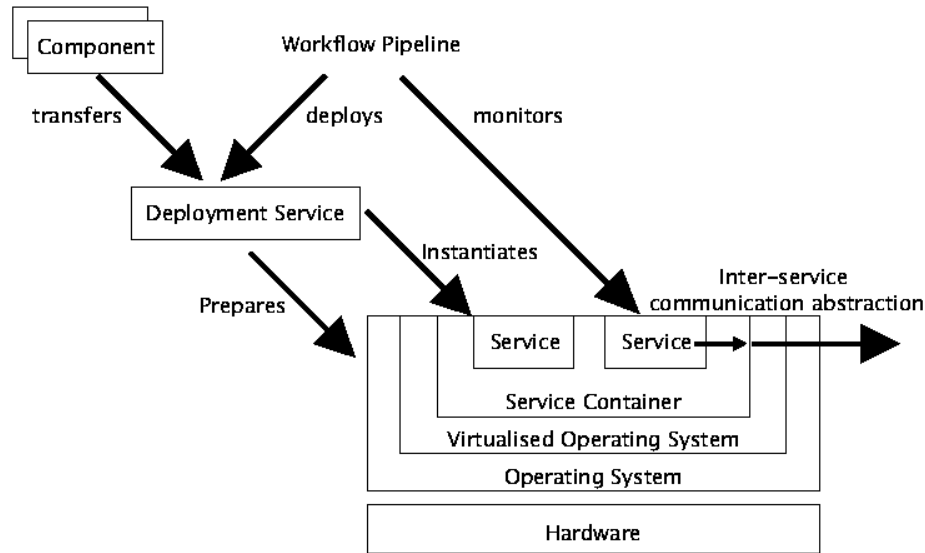 Component
Workflow Pipeline
transfers
deploys
monitors
Deployment Service
Instantiates
Prepares
Inter-service
communication abstraction
Service
Service
Service Container
Virtualised Operating System
Operating System
Hardware